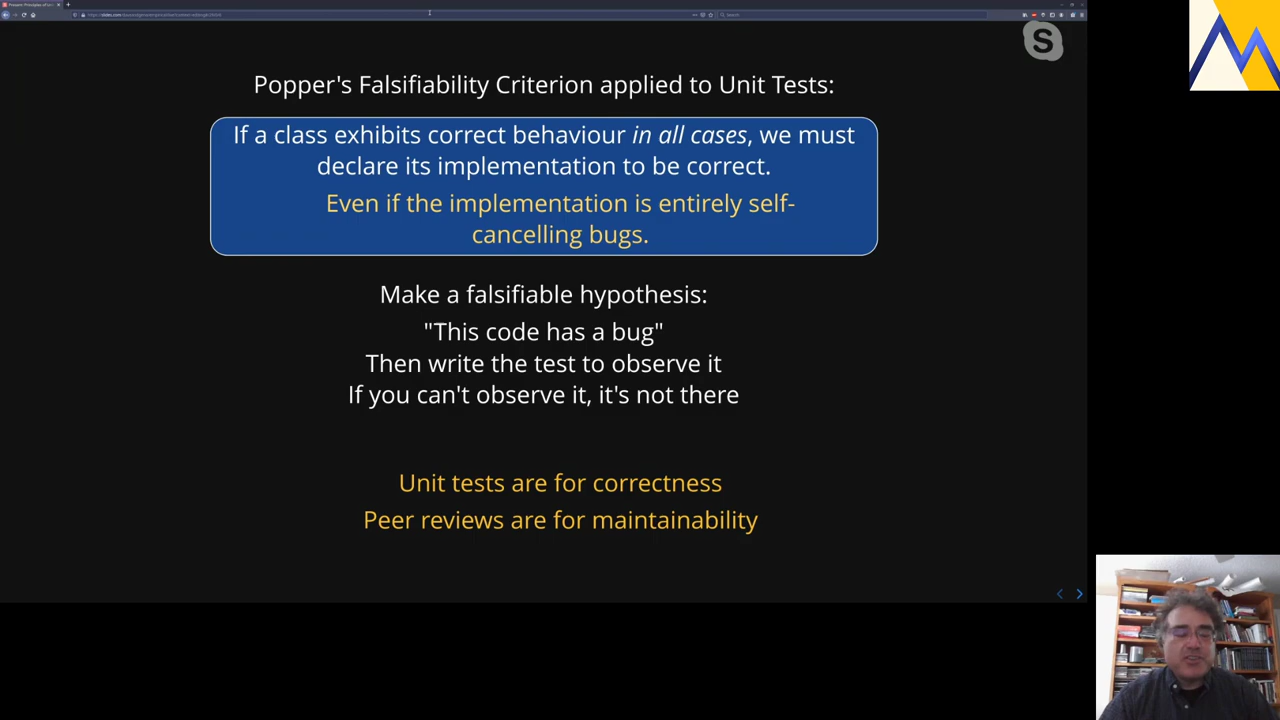 Popper's Falsifiability Criterion applied to Unit Tests:
If a class exhibits correct behaviour in all cases, we must
declare its implementation to be correct.
Even if the implementation is entirely self-
cancelling bugs.
Make a falsifiable hypothesis:
"This code has a bug"
Then write the test to observe it
If you can't observe it, it's not there
Unit tests are for correctness
Peer reviews are for maintainability